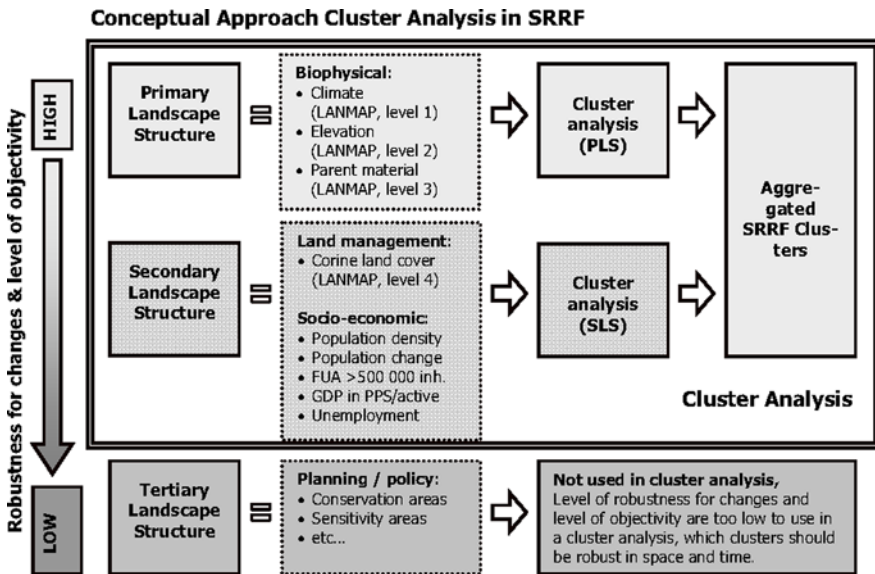 Conceptual Approach Cluster Analysis in SRRF
Robustness for changes & level of objectivity
HIGH
Primary
Landscape
Structure
Biophysical:
• Climate
(LANMAP, level 1)
• Elevation
(LANMAP, level 2)
• Parent material
(LANMAP, level 3)
Cluster
analysis
(PLS)
Aggre-
gated
SRRF Clus-
ters
Secondary
Landscape
Structure
Land management:
• Corine land cover
(LANMAP, level 4)
Socio-economic:
• Population density
• Population change
• FUA >500 000 inh.
• GDP in PPS/active
• Unemployment
Cluster
analysis
(SLS)
Cluster Analysis
LOW
Tertiary
Landscape
Structure
Planning / policy:
• Conservation areas
• Sensitivity areas
• etc...
Not used in cluster analysis,
Level of robustness for changes and
level of objectivity are too low to use in
a cluster analysis, which clusters should
be robust in space and time.